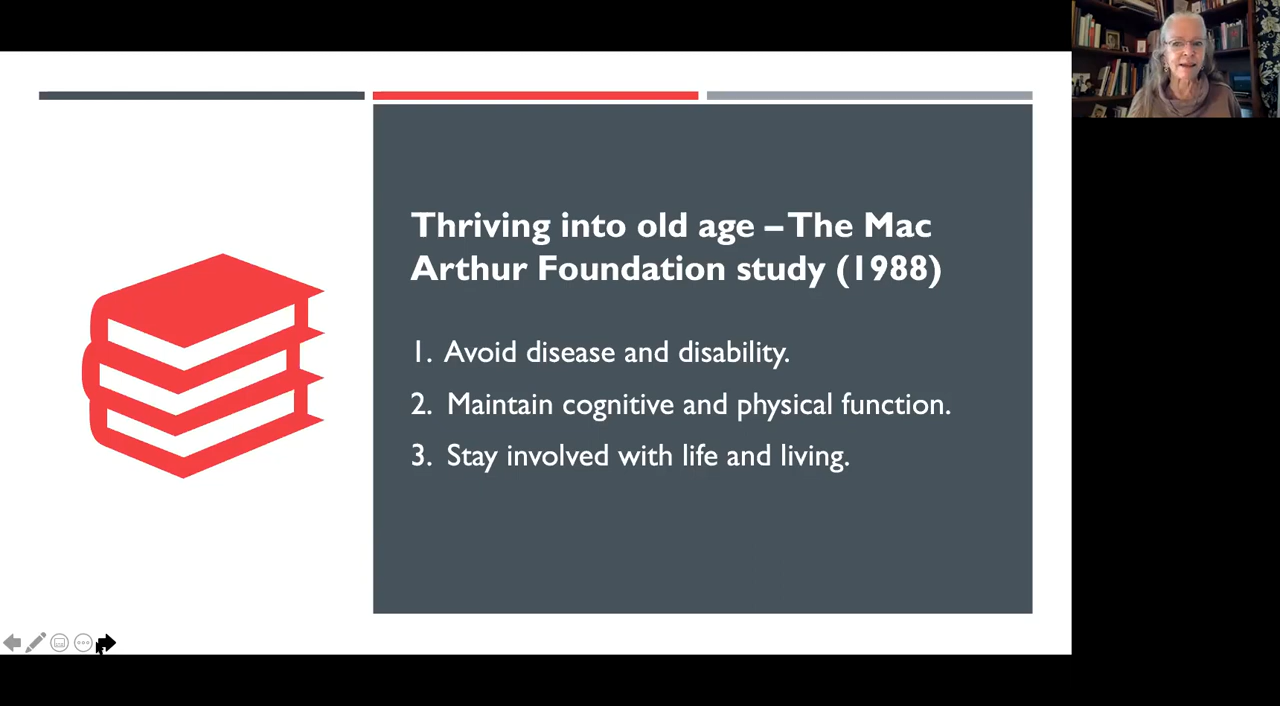 Thriving into old age – The Mac
Arthur Foundation study (1988)
1. Avoid disease and disability.
2. Maintain cognitive and physical function.
3. Stay involved with life and living.